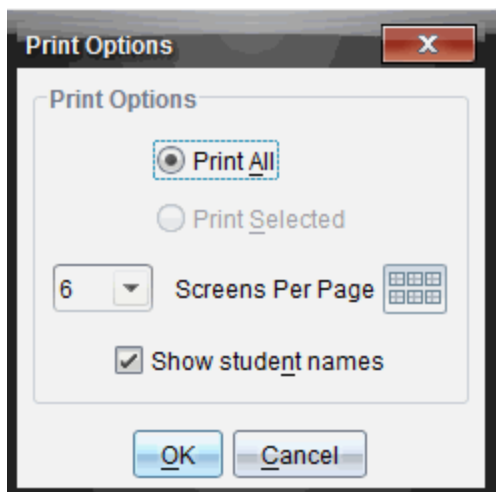 Print Options
Print Options
Print All
Print Selected
6 Screens Per Page
Show student names
OK Cancel